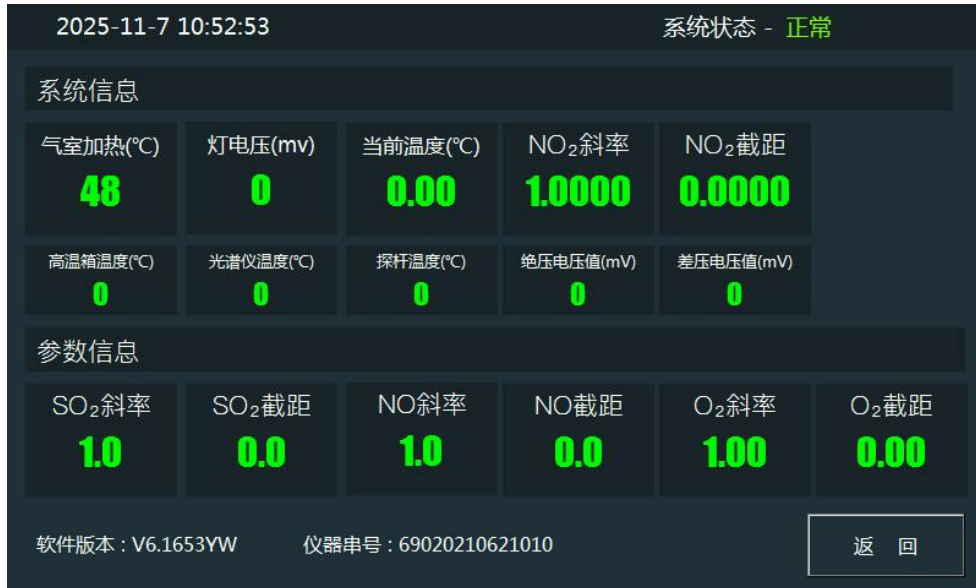 2025-11-7 10:52:53 系统状态 - 正常
系统信息
气室加热(℃) 灯电压(mv) 当前温度(℃) NO₂斜率 NO₂截距
48 0 0.00 1.0000 0.0000
高温箱温度(℃) 光谱仪温度(℃) 探杆温度(℃) 绝压电压值(mV) 差压电压值(mV)
0 0 0 0 0
参数信息
SO₂斜率 SO₂截距 NO斜率 NO截距 O₂斜率 O₂截距
1.0 0.0 1.0 0.0 1.00 0.00
软件版本 : V6.1653YW 仪器串号 : 69020210621010 返 回